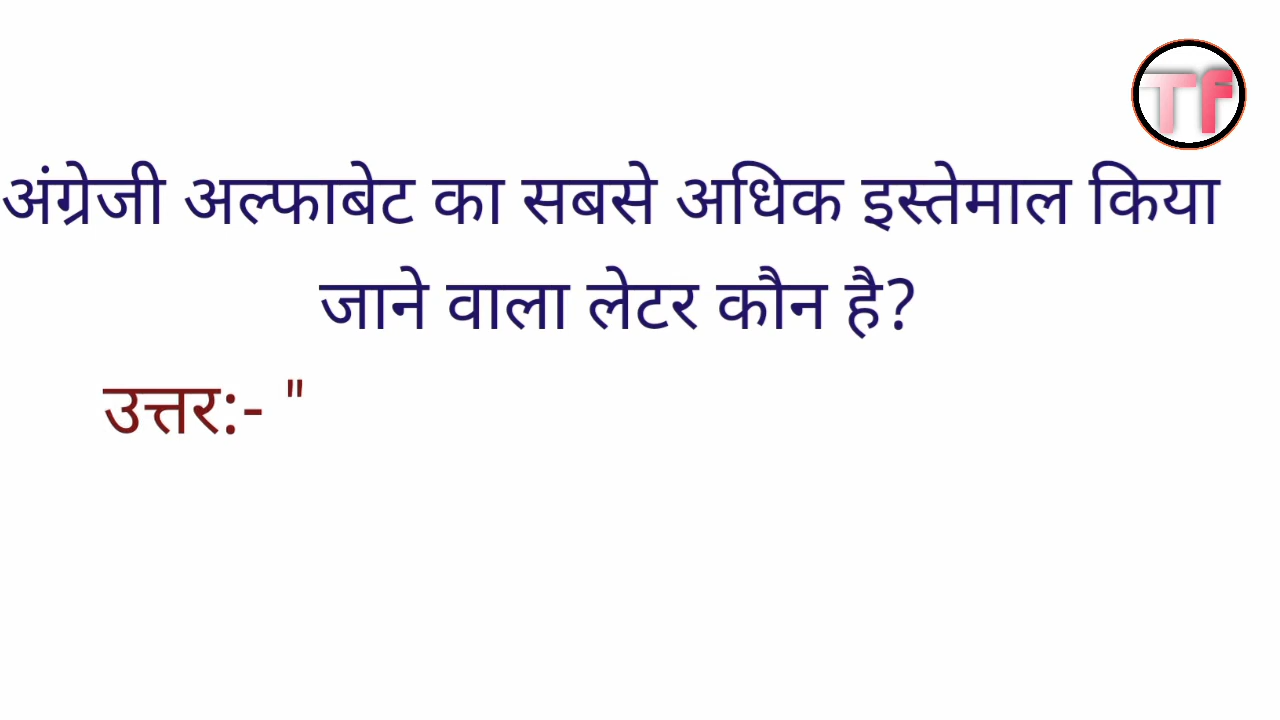 Tf
अंग्रेजी अल्फाबेट का सबसे अधिक इस्तेमाल किया
जाने वाला लेटर कौन है?
उत्तर:- "